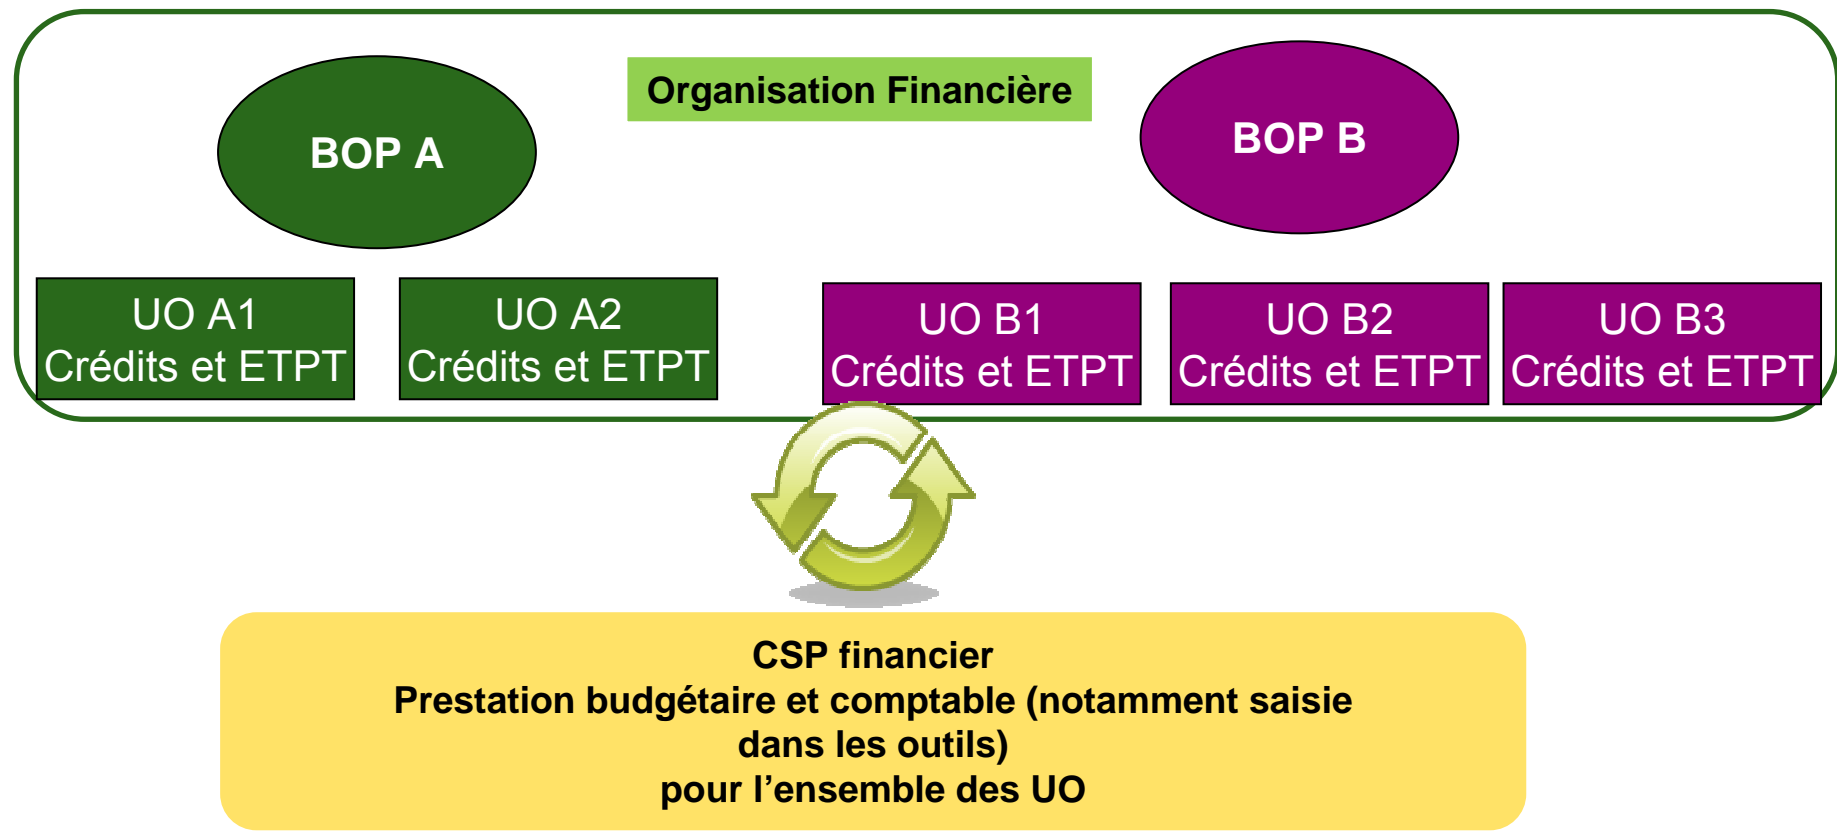 Organisation Financière
BOP A
BOP B
UO A1
Crédits et ETPT
UO A2
Crédits et ETPT
UO B1
Crédits et ETPT
UO B2
Crédits et ETPT
UO B3
Crédits et ETPT
CSP financier
Prestation budgétaire et comptable (notamment saisie
dans les outils)
pour l’ensemble des UO